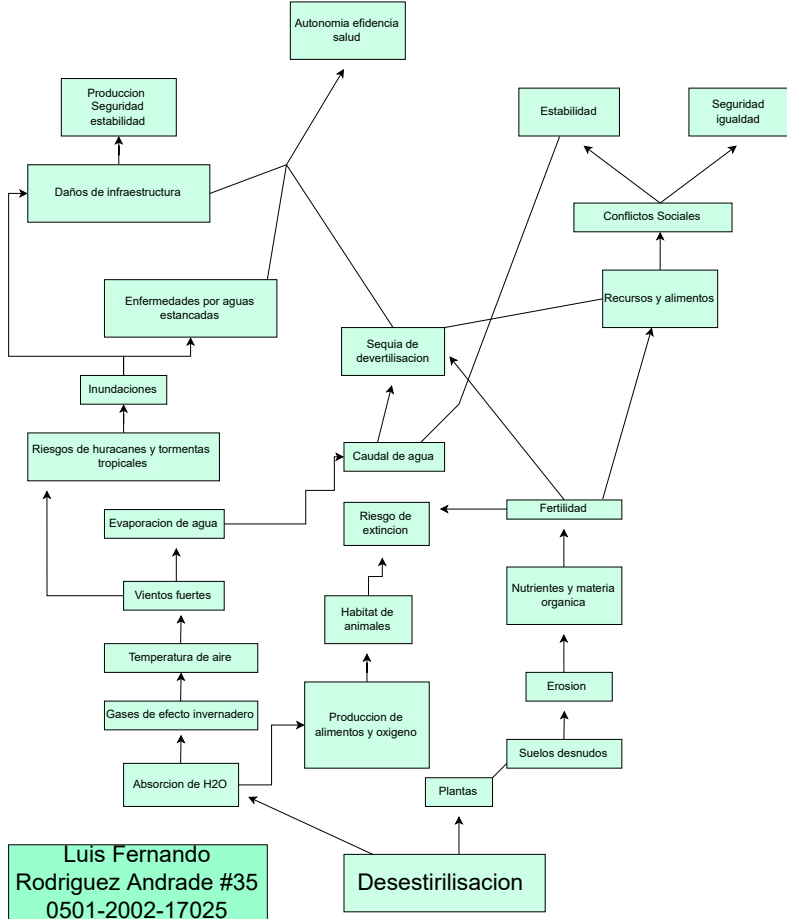 Autonomia efidencia
salud
Produccion
Seguridad
estabilidad
Estabilidad
Seguridad
igualdad
Daños de infraestructura
Conflictos Sociales
Enfermedades por aguas
estancadas
Recursos y alimentos
Sequia de
devertilisacion
Inundaciones
Riesgos de huracanes y tormentas
tropicales
Caudal de agua
Evaporacion de agua
Riesgo de
extincion
Fertilidad
Vientos fuertes
Habitat de
animales
Nutrientes y materia
organica
Temperatura de aire
Erosion
Gases de efecto invernadero
Produccion de
alimentos y oxigeno
Suelos desnudos
Absorcion de H2O
Plantas
Luis Fernando
Rodriguez Andrade #35
0501-2002-17025
Desestirilisacion